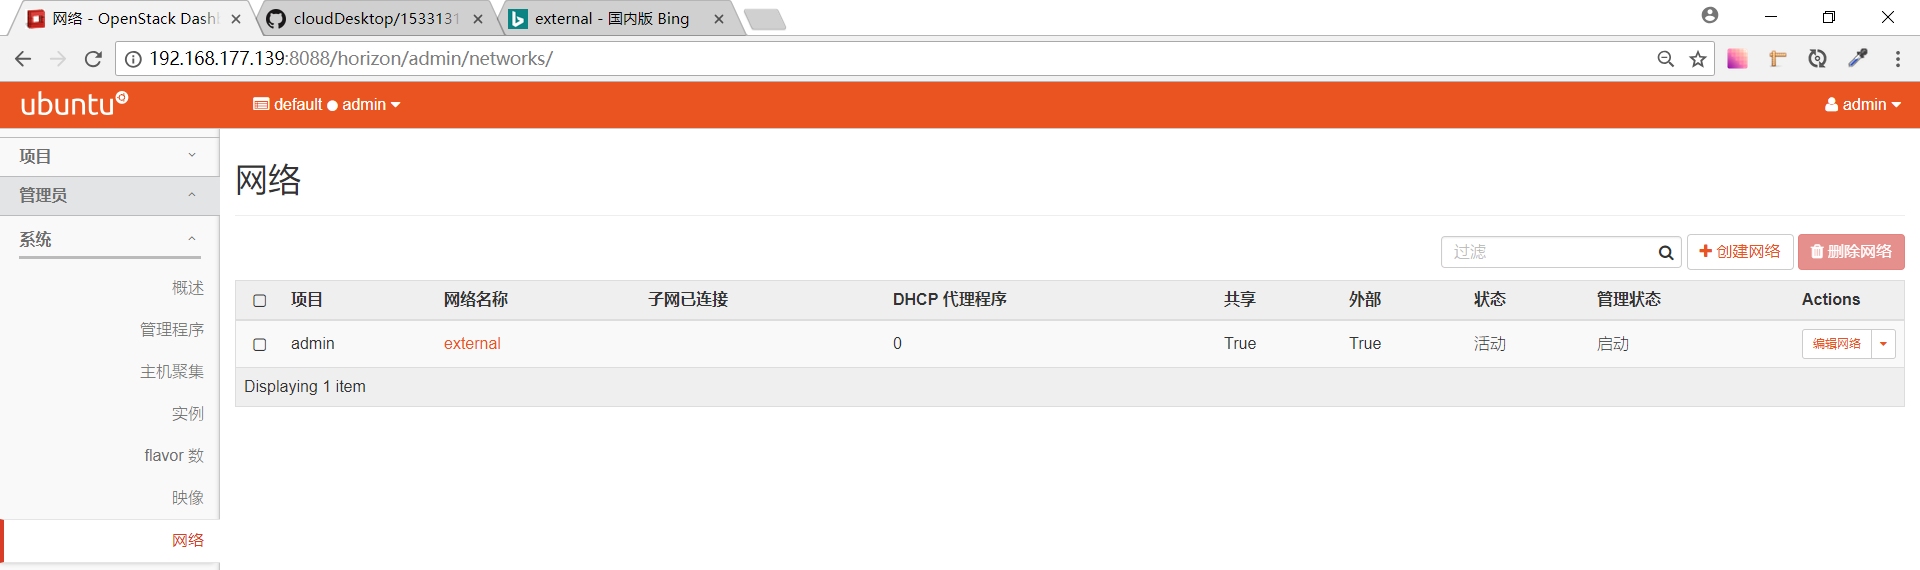 网络 - OpenStack Dash
cloudDesktop/1533131
external - 国内版 Bing
192.168.177.139:8088/horizon/admin/networks/
ubuntu
default
admin
admin
项目
管理员
系统
概述
管理程序
主机聚集
实例
flavor 数
映像
网络
网络
过滤
创建网络
删除网络
项目 网络名称 子网已连接 DHCP 代理程序 共享 外部 状态 管理状态 Actions
admin external 0 True True 活动 启动 编辑网络
Displaying 1 item